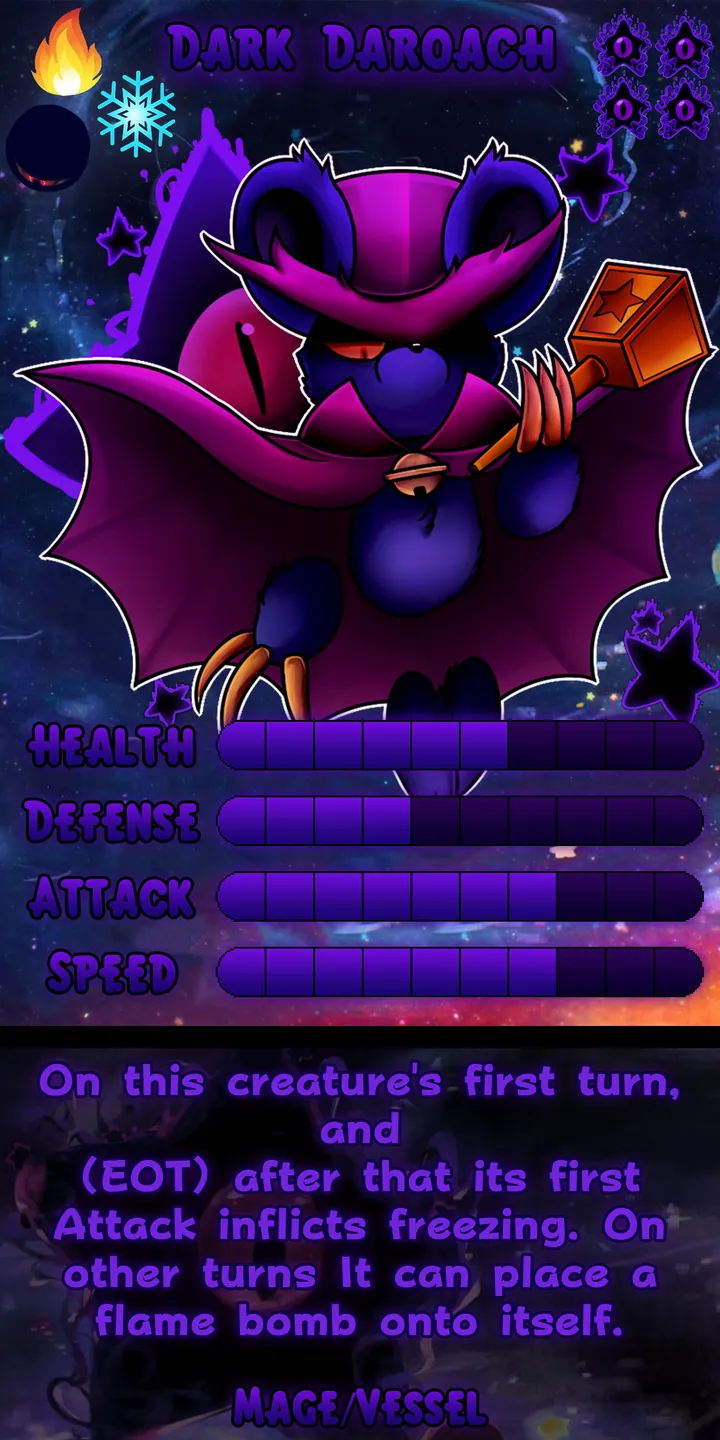 Dark Daroach
Health
Defense
Attack
Speed
On this creature's first turn,
and
(EOT) after that its first
Attack inflicts freezing. On
other turns It can place a
flame bomb onto itself.
Mage/Vessel